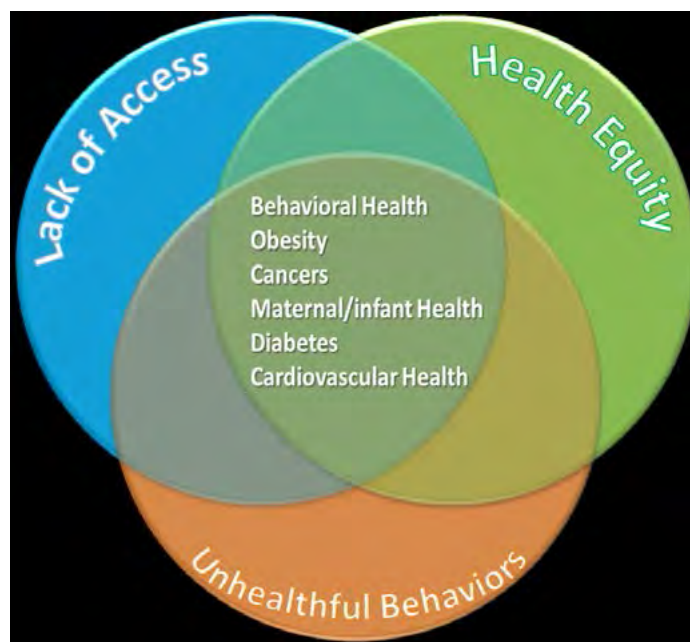 Lack of Access
Health Equity
Behavioral Health
Obesity
Cancers
Maternal/infant Health
Diabetes
Cardiovascular Health
Unhealthful Behaviors